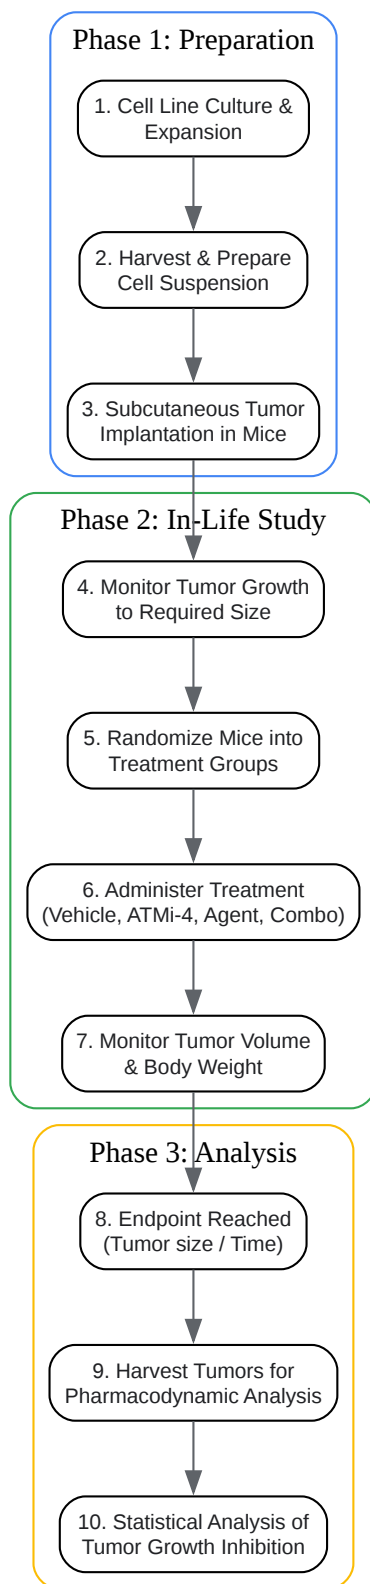 Phase 1: Preparation
1. Cell Line Culture &
Expansion
2. Harvest & Prepare
Cell Suspension
3. Subcutaneous Tumor
Implantation in Mice
Phase 2: In-Life Study
4. Monitor Tumor Growth
to Required Size
5. Randomize Mice into
Treatment Groups
6. Administer Treatment
(Vehicle, ATMi-4, Agent, Combo)
7. Monitor Tumor Volume
& Body Weight
Phase 3: Analysis
8. Endpoint Reached
(Tumor size / Time)
9. Harvest Tumors for
Pharmacodynamic Analysis
10. Statistical Analysis of
Tumor Growth Inhibition